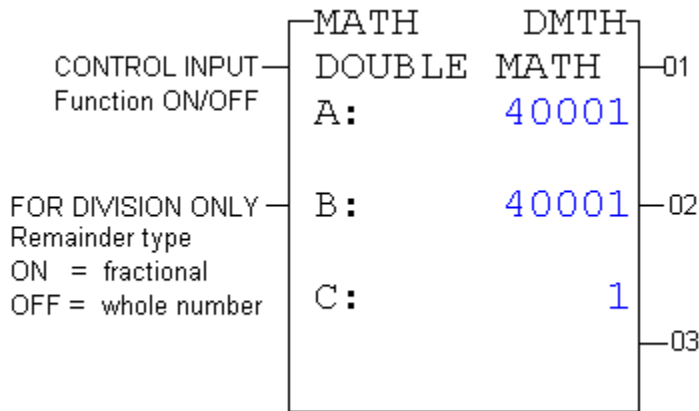 MATH DMTH
CONTROL INPUT DOUBLE MATH 01
Function ON/OFF A: 40001
FOR DIVISION ONLY B: 40001 02
Remainder type
ON = fractional
OFF = whole number C: 1
03